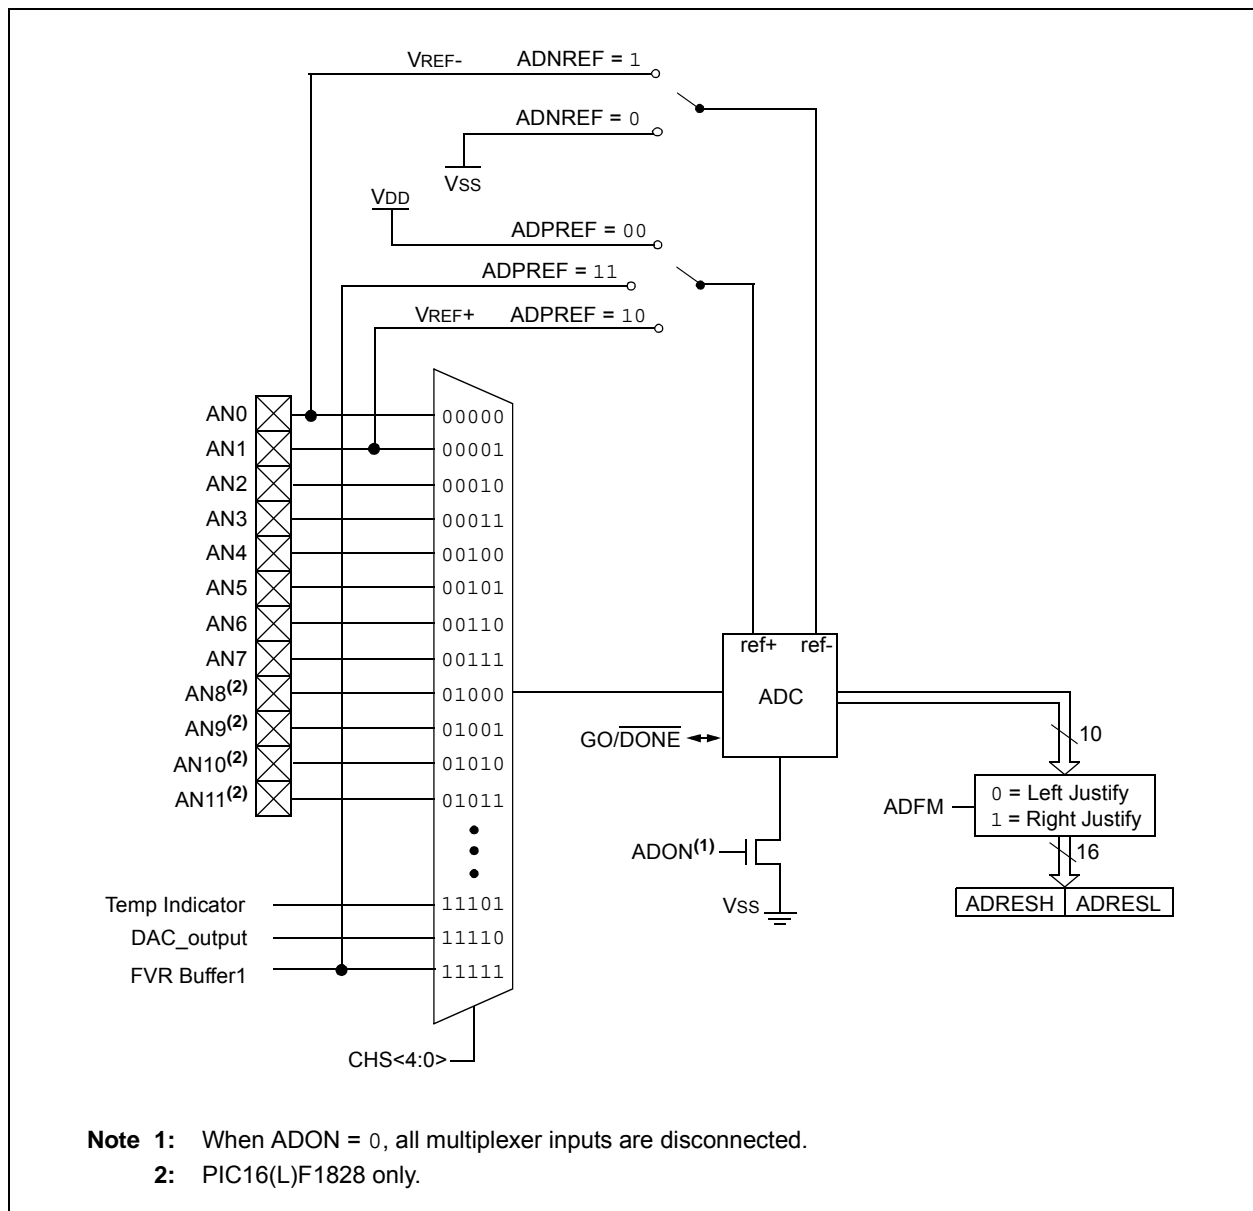 VREF- ADNREF = 1
ADNREF = 0
VSS
VDD
ADPREF = 00
ADPREF = 11
VREF+ ADPREF = 10
AN0 00000
AN1 00001
AN2 00010
AN3 00011
AN4 00100
AN5 00101
AN6 00110
AN7 00111
AN8(2) 01000
AN9(2) 01001
AN10(2) 01010
AN11(2) 01011
Temp Indicator 11101
DAC_output 11110
FVR Buffer1 11111
CHS<4:0>
ref+ ref-
ADC
GO/DONE
ADON(1)
VSS
10
ADFM
0 = Left Justify
1 = Right Justify
16
ADRESH ADRESL
Note 1: When ADON = 0, all multiplexer inputs are disconnected.
2: PIC16(L)F1828 only.